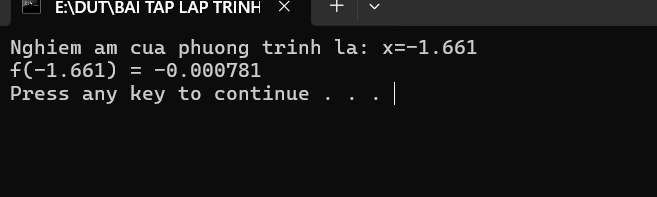 E:\DUT\BAI TAP LAP TRINH
Nghiem am cua phuong trinh la: x=-1.661
f(-1.661) = -0.000781
Press any key to continue . . .